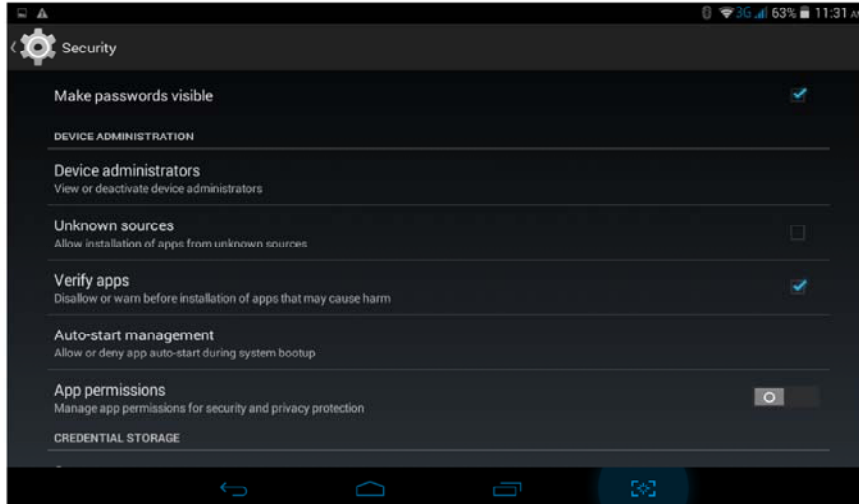 3G 63% 11:31 AM
Security
Make passwords visible
DEVICE ADMINISTRATION
Device administrators
View or deactivate device administrators
Unknown sources
Allow installation of apps from unknown sources
Verify apps
Disallow or warn before installation of apps that may cause harm
Auto-start management
Allow or deny app auto-start during system bootup
App permissions
Manage app permissions for security and privacy protection
CREDENTIAL STORAGE